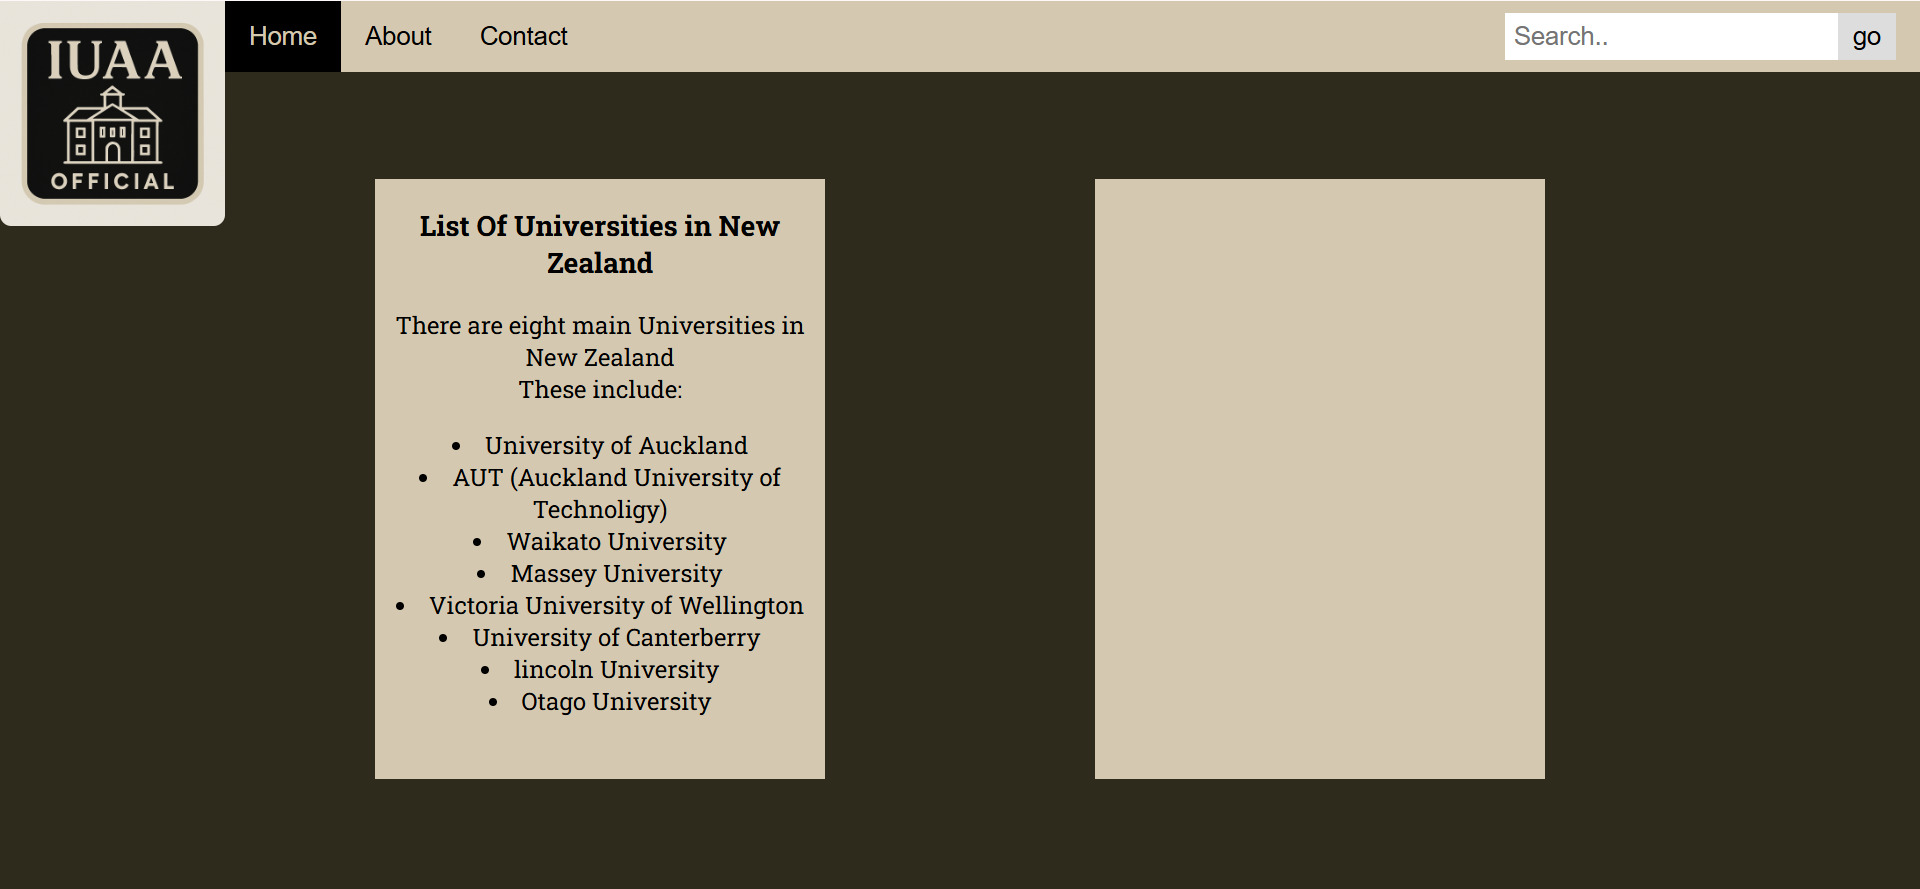 IUAA
OFFICIAL
Home
About
Contact
Search..
go
List Of Universities in New
Zealand
There are eight main Universities in
New Zealand
These include:
• University of Auckland
• AUT (Auckland University of
Technoligy)
• Waikato University
• Massey University
• Victoria University of Wellington
• University of Canterberry
• lincoln University
• Otago University